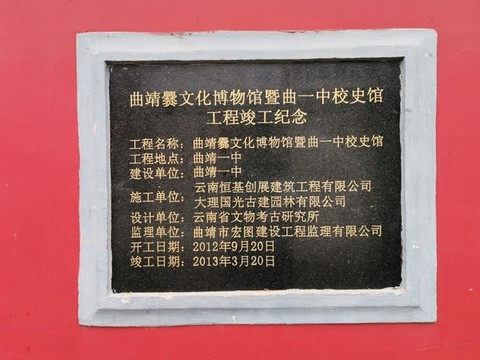 曲靖爨文化博物馆暨曲一中校史馆
工程竣工纪念
工程名称：曲靖爨文化博物馆暨曲一中校史馆
工程地点：曲靖一中
建设单位：曲靖一中
施工单位：云南恒基创展建筑工程有限公司
大理国光古建园林有限公司
设计单位：云南省文物考古研究所
监理单位：曲靖市宏图建设工程监理有限公司
开工日期：2012年9月20日
竣工日期：2013年3月20日